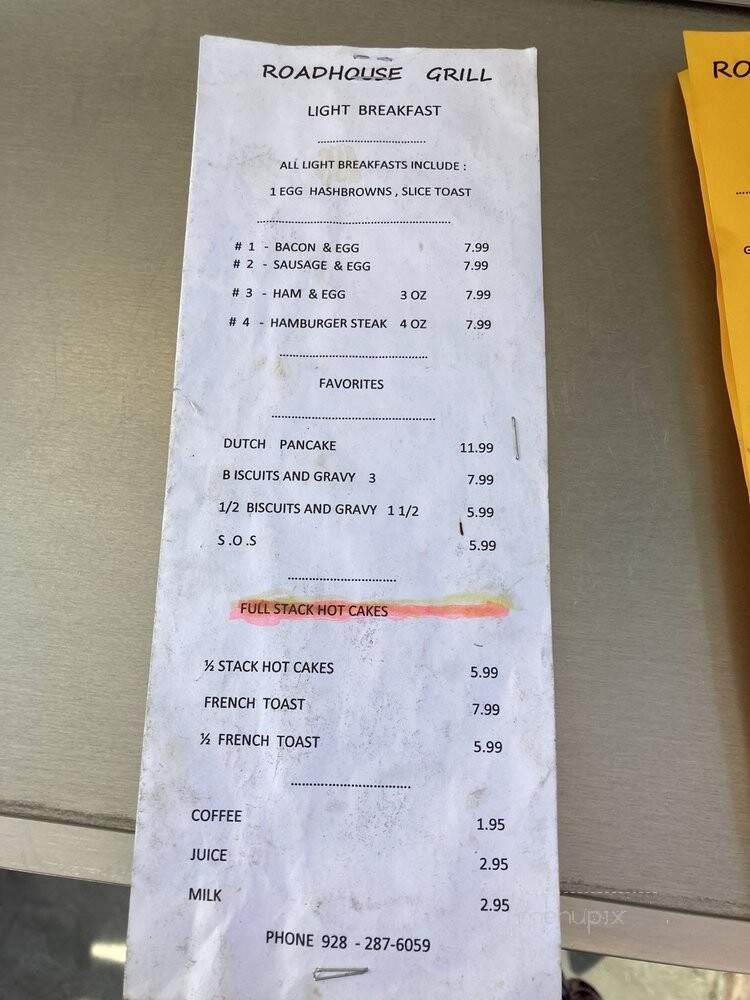 ROADHOUSE GRILL
LIGHT BREAKFAST
ALL LIGHT BREAKFASTS INCLUDE :
1 EGG HASHBROWNS , SLICE TOAST
# 1 - BACON & EGG 7.99
# 2 - SAUSAGE & EGG 7.99
# 3 - HAM & EGG 3 OZ 7.99
# 4 - HAMBURGER STEAK 4 OZ 7.99
FAVORITES
DUTCH PANCAKE 11.99
B ISCUITS AND GRAVY 3 7.99
1/2 BISCUITS AND GRAVY 1 1/2 5.99
S .O .S 5.99
FULL STACK HOT CAKES
½ STACK HOT CAKES 5.99
FRENCH TOAST 7.99
½ FRENCH TOAST 5.99
COFFEE 1.95
JUICE 2.95
MILK 2.95
PHONE 928 - 287-6059
RO
G
menupix